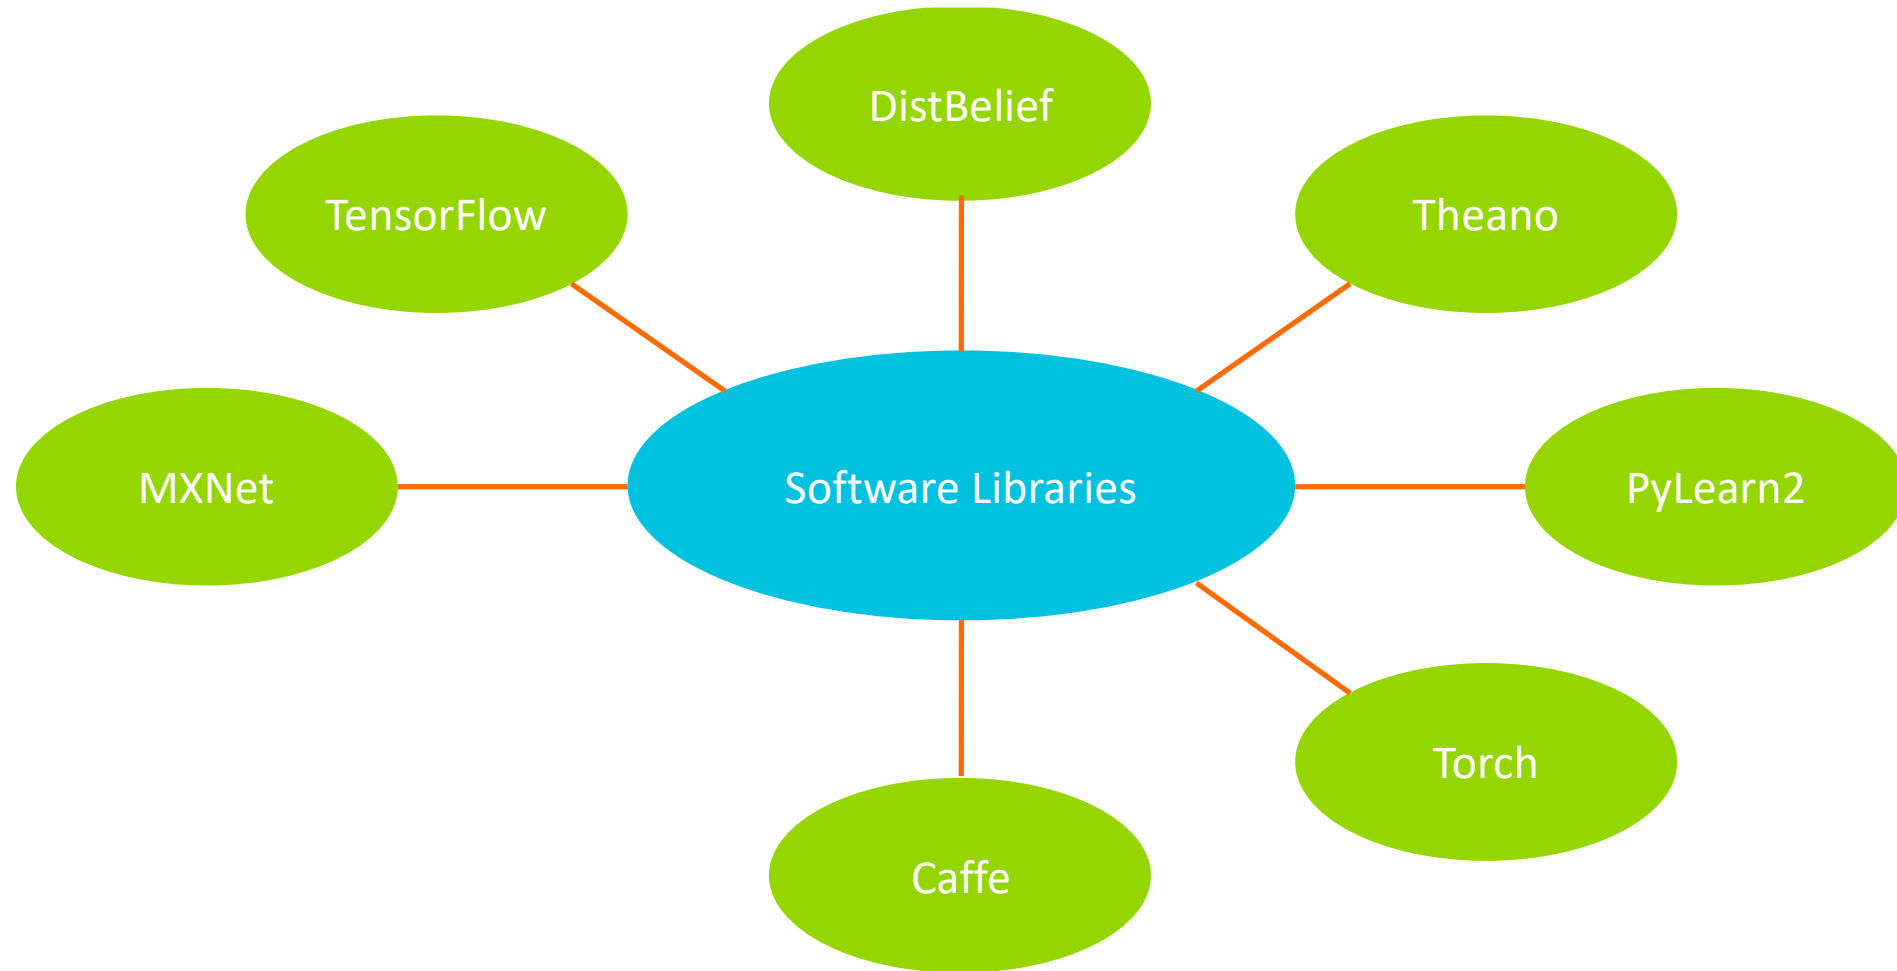 DistBelief
TensorFlow
Theano
MXNet
Software Libraries
PyLearn2
Torch
Caffe